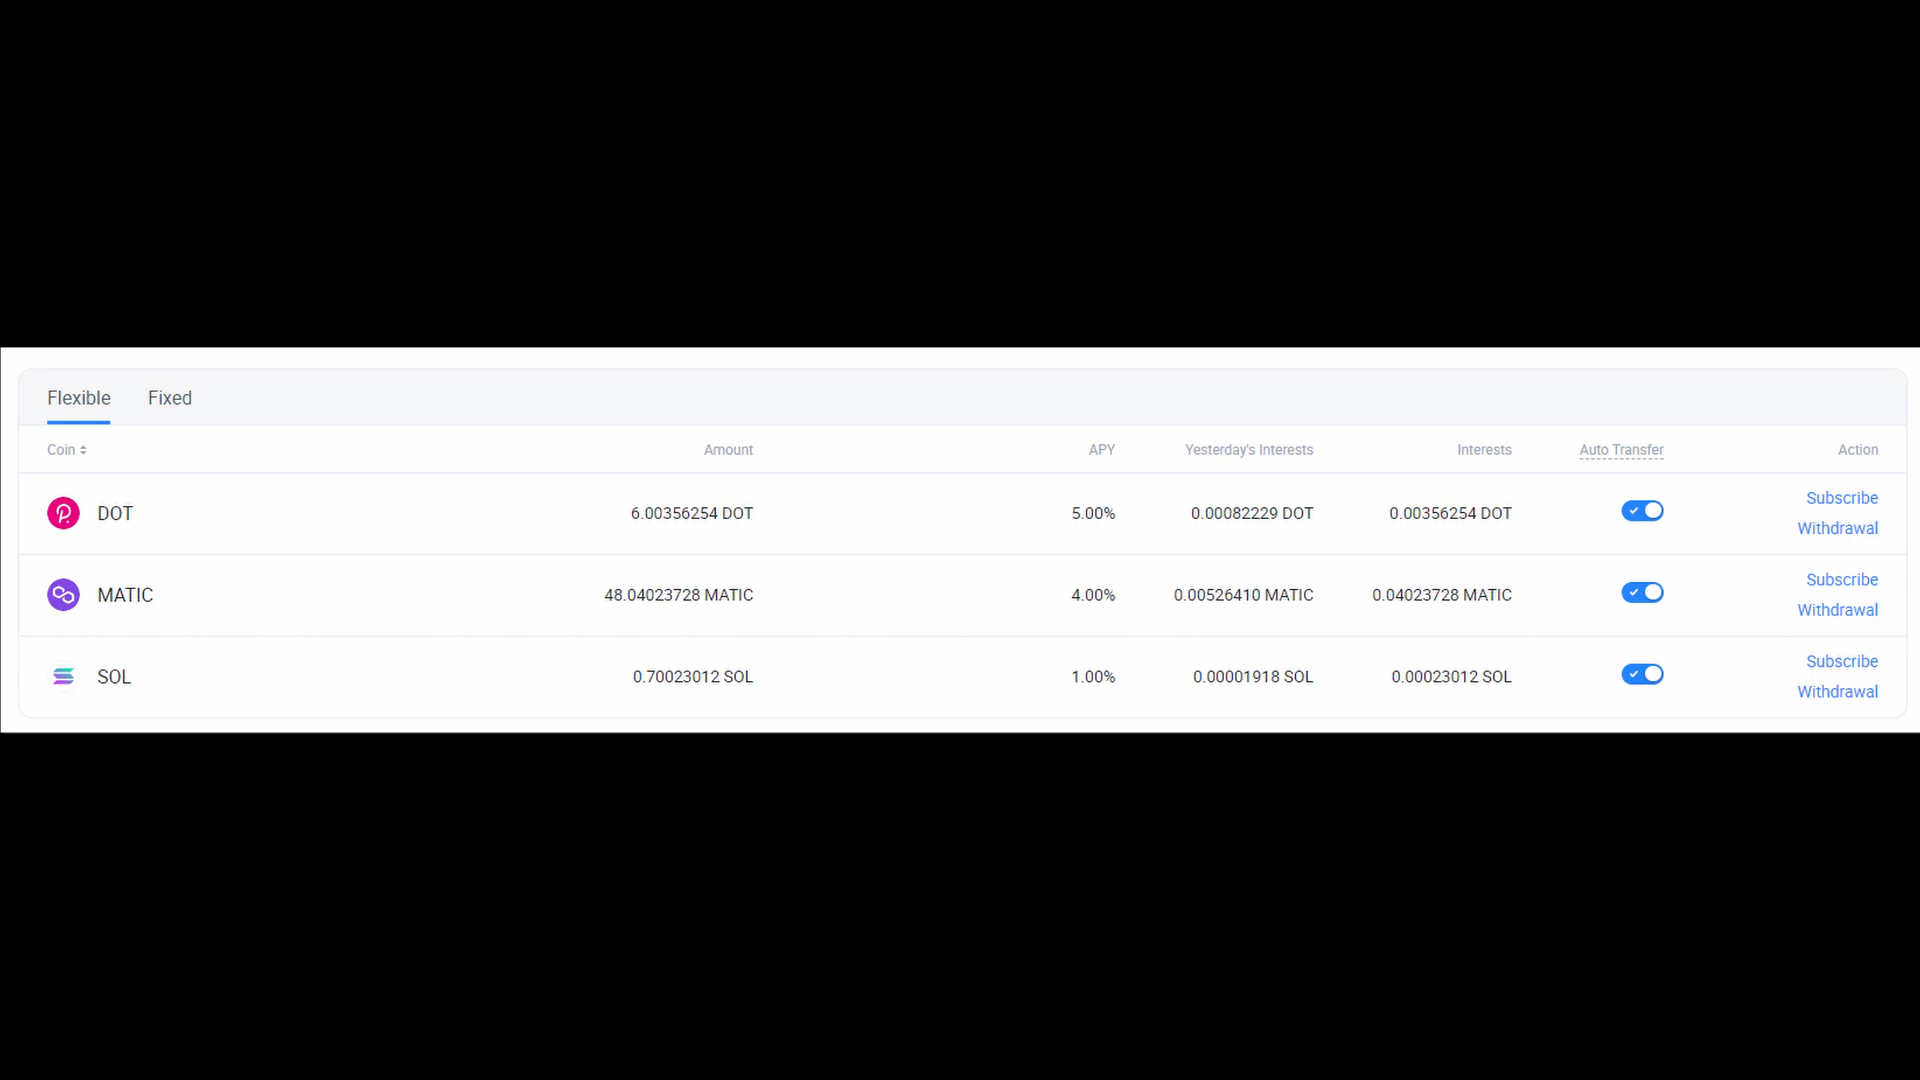 Flexible Fixed
Coin Amount APY Yesterday's Interests Interests Auto Transfer Action
DOT 6.00356254 DOT 5.00% 0.00082229 DOT 0.00356254 DOT Subscribe
Withdrawal
MATIC 48.04023728 MATIC 4.00% 0.00526410 MATIC 0.04023728 MATIC Subscribe
Withdrawal
SOL 0.70023012 SOL 1.00% 0.00001918 SOL 0.00023012 SOL Subscribe
Withdrawal